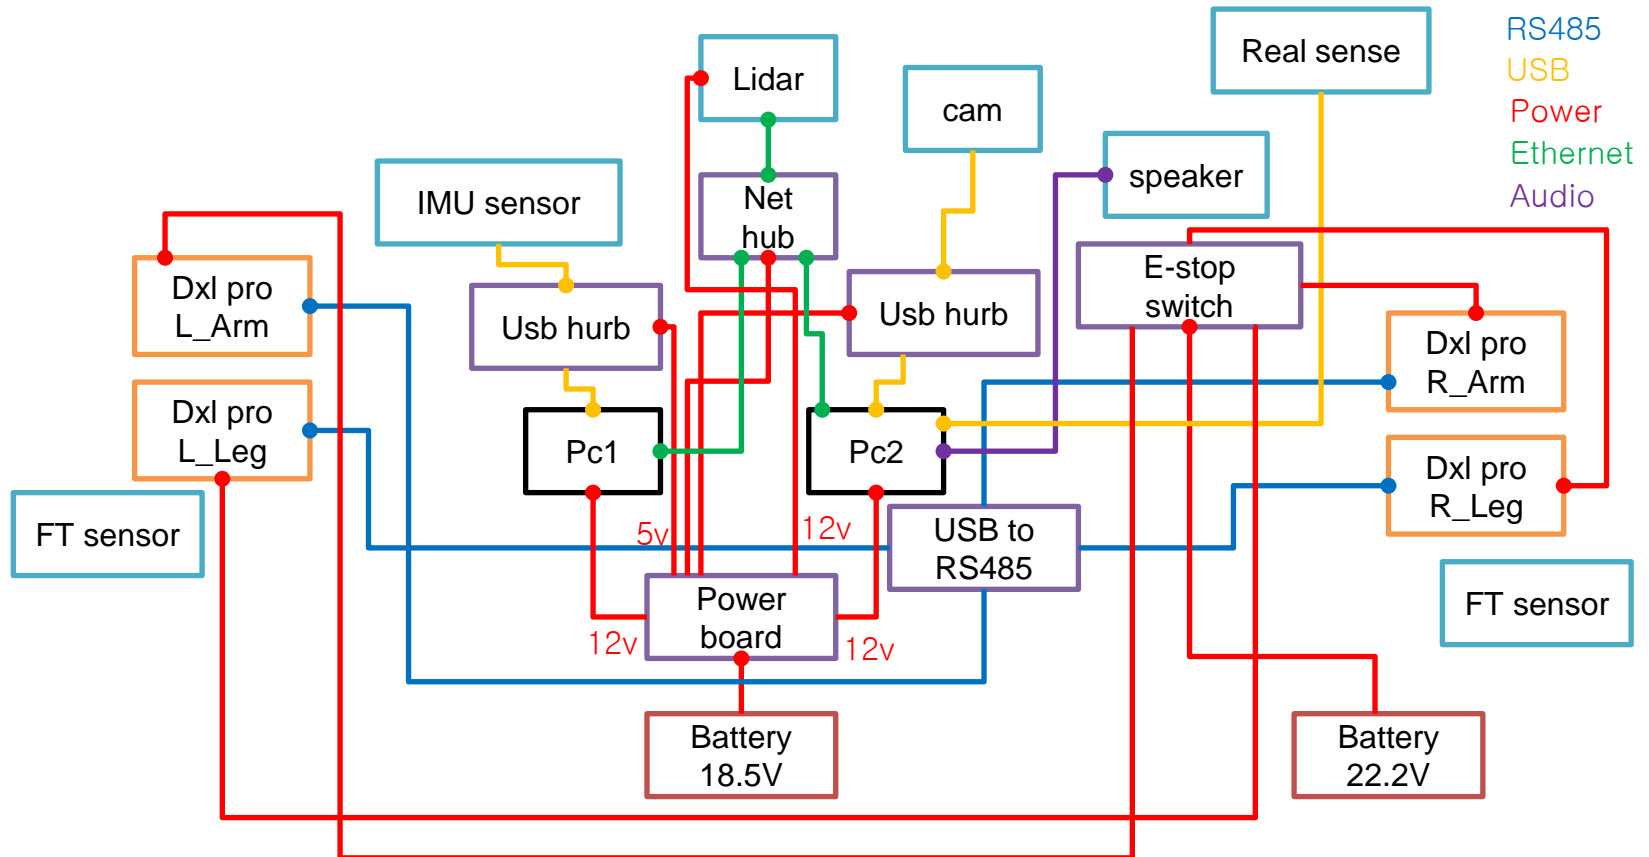 RS485
USB
Power
Ethernet
Audio
Lidar
Real sense
cam
speaker
IMU sensor
Net
hub
Dxl pro
L_Arm
Usb hurb
Usb hurb
E-stop
switch
Dxl pro
R_Arm
Dxl pro
L_Leg
Pc1
Pc2
Dxl pro
R_Leg
FT sensor
5v
12v
USB to
RS485
FT sensor
Power
board
12v
12v
Battery
18.5V
Battery
22.2V